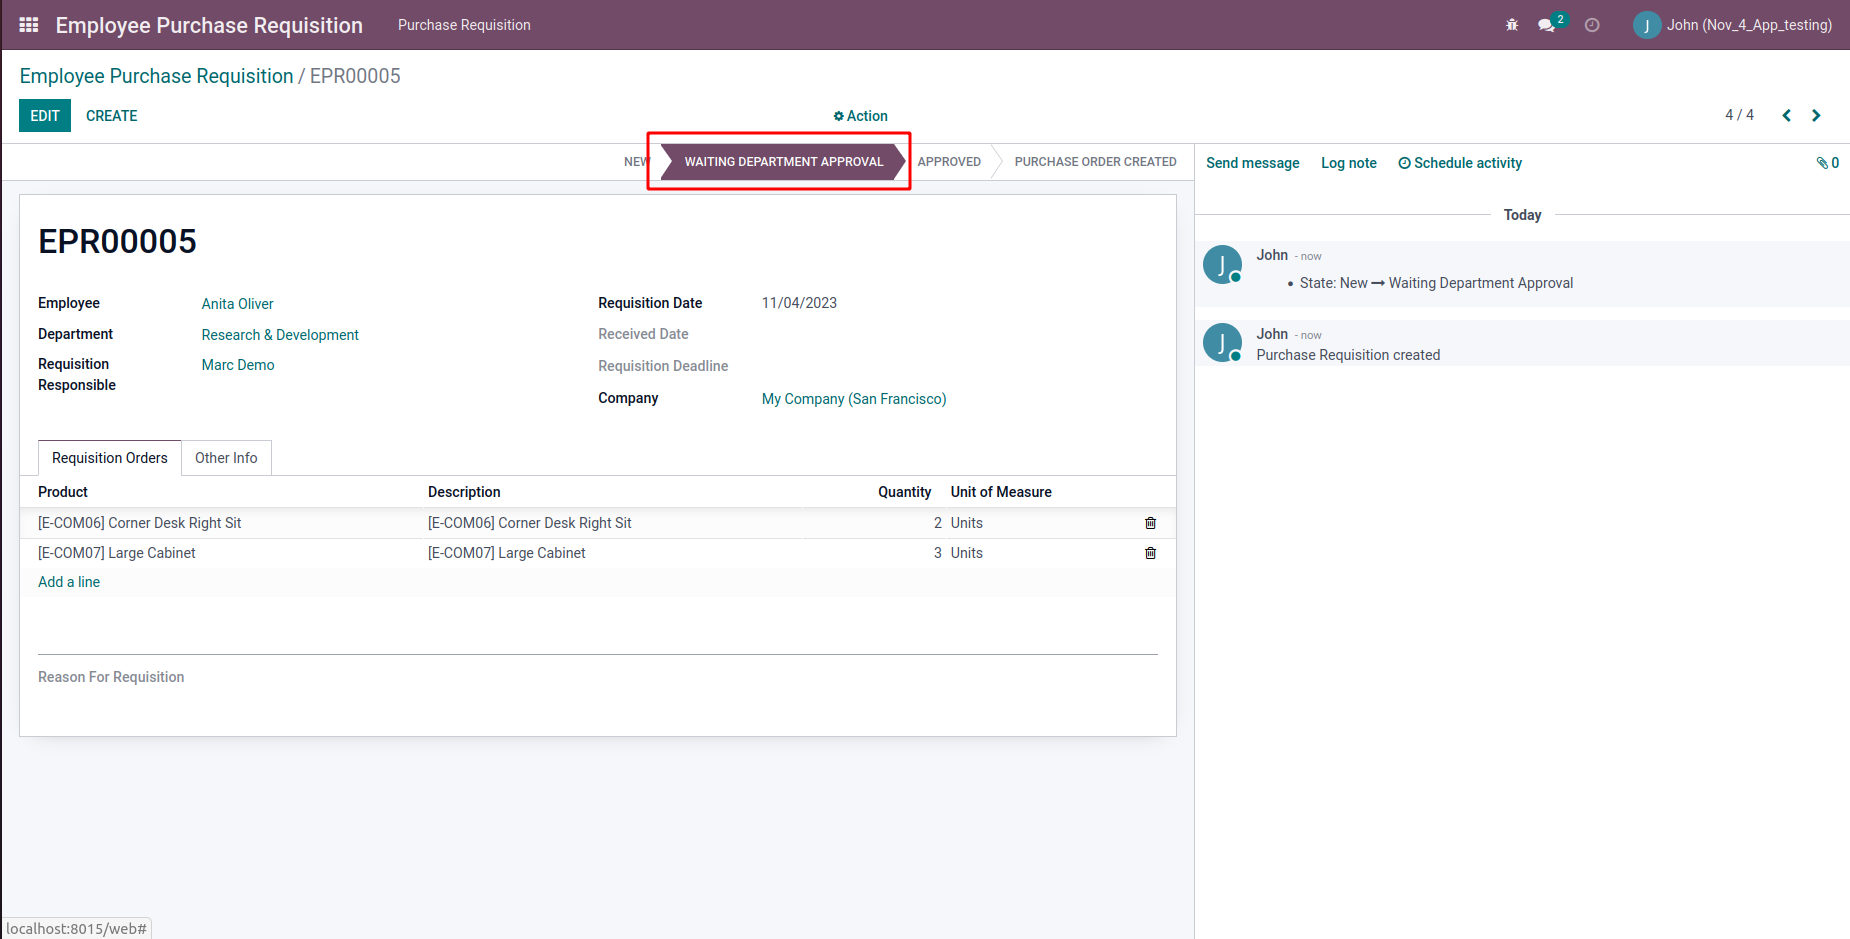 Employee Purchase Requisition Purchase Requisition 2 J John (Nov_4_App_testing)
Employee Purchase Requisition / EPR00005
EDIT CREATE Action 4 / 4
NEW WAITING DEPARTMENT APPROVAL APPROVED PURCHASE ORDER CREATED
Send message Log note Schedule activity 0
Today
J John - now
• State: New → Waiting Department Approval
J John - now
Purchase Requisition created
EPR00005
Employee Anita Oliver
Department Research & Development
Requisition Responsible Marc Demo
Requisition Date 11/04/2023
Received Date
Requisition Deadline
Company My Company (San Francisco)
Requisition Orders Other Info
Product Description Quantity Unit of Measure
[E-COM06] Corner Desk Right Sit [E-COM06] Corner Desk Right Sit 2 Units
[E-COM07] Large Cabinet [E-COM07] Large Cabinet 3 Units
Add a line
Reason For Requisition
localhost:8015/web#